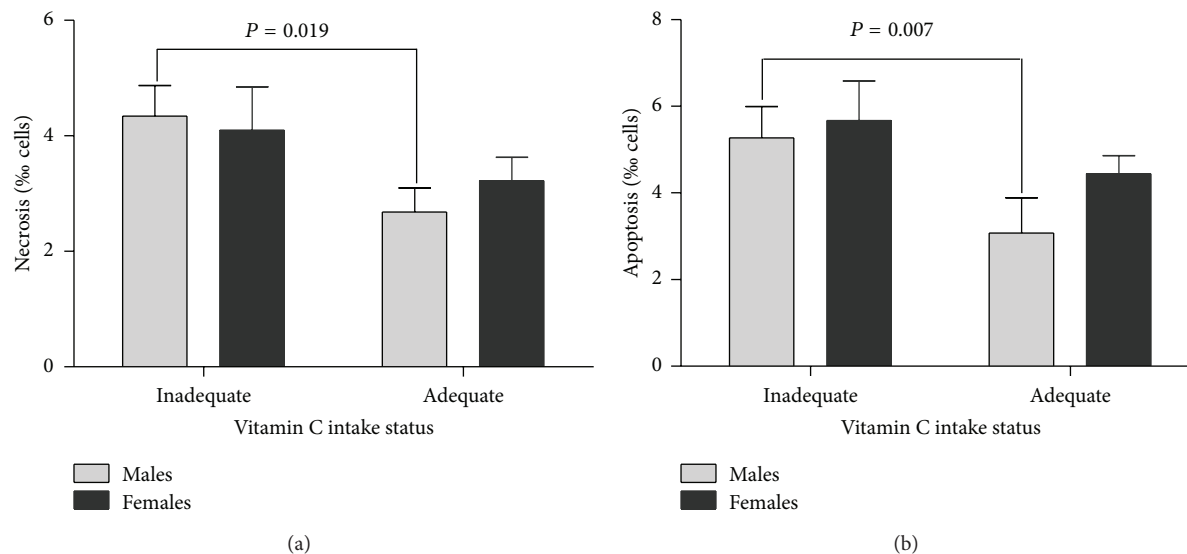 6
4
2
0
Necrosis (‰ cells)
P = 0.019
Inadequate
Adequate
Vitamin C intake status
Males
Females
(a)
8
6
4
2
0
Apoptosis (‰ cells)
P = 0.007
Inadequate
Adequate
Vitamin C intake status
Males
Females
(b)